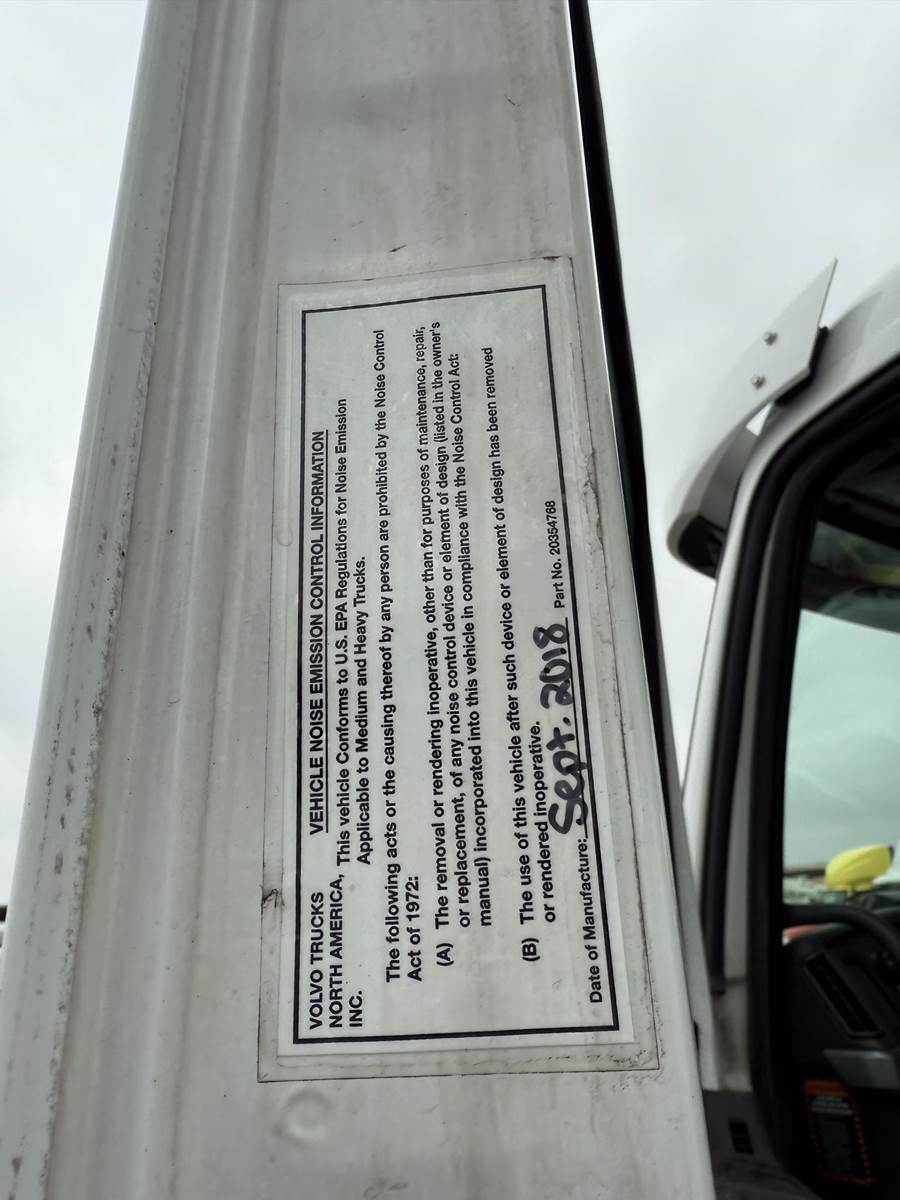 VOLVO TRUCKS
NORTH AMERICA,
INC.
VEHICLE NOISE EMISSION CONTROL INFORMATION
This vehicle Conforms to U.S. EPA Regulations for Noise Emission
Applicable to Medium and Heavy Trucks.
The following acts or the causing thereof by any person are prohibited by the Noise Control
Act of 1972:
(A) The removal or rendering inoperative, other than for purposes of maintenance, repair,
or replacement, of any noise control device or element of design (listed in the owner's
manual) incorporated into this vehicle in compliance with the Noise Control Act:
(B) The use of this vehicle after such device or element of design has been removed
or rendered inoperative.
Date of Manufacture: Sept. 2018 Part No. 20354768